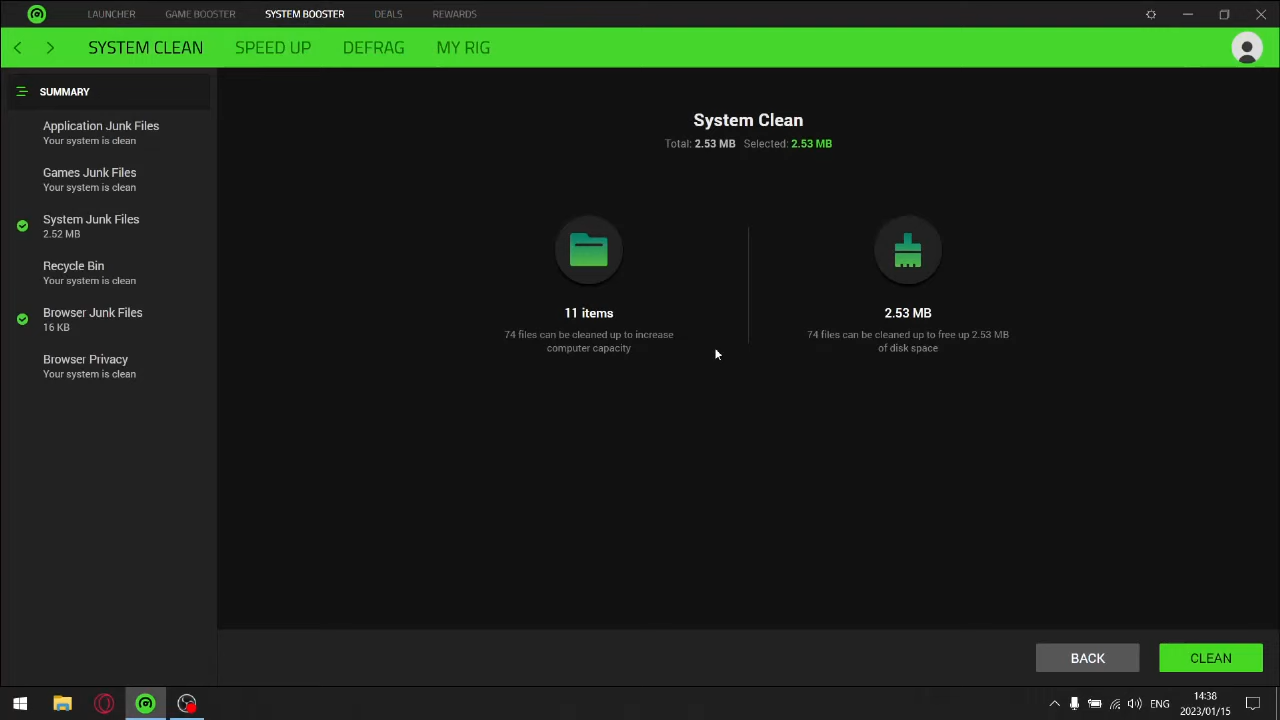 LAUNCHER GAME BOOSTER SYSTEM BOOSTER DEALS REWARDS
SYSTEM CLEAN SPEED UP DEFRAG MY RIG
SUMMARY
Application Junk Files
Your system is clean
Games Junk Files
Your system is clean
System Junk Files
2.52 MB
Recycle Bin
Your system is clean
Browser Junk Files
16 KB
Browser Privacy
Your system is clean
System Clean
Total: 2.53 MB Selected: 2.53 MB
11 items
74 files can be cleaned up to increase
computer capacity
2.53 MB
74 files can be cleaned up to free up 2.53 MB
of disk space
BACK CLEAN
ENG
14:38
2023/01/15